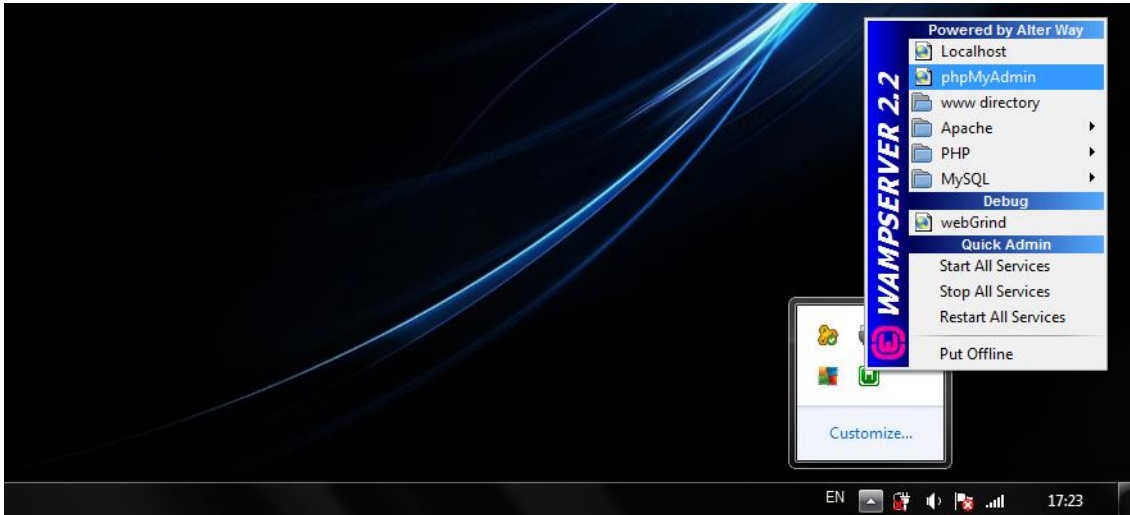 Powered by Alter Way
Localhost
phpMyAdmin
www directory
Apache
PHP
MySQL
Debug
webGrind
Quick Admin
Start All Services
Stop All Services
Restart All Services
Put Offline
WAMPSERVER 2.2
Customize...
EN
17:23